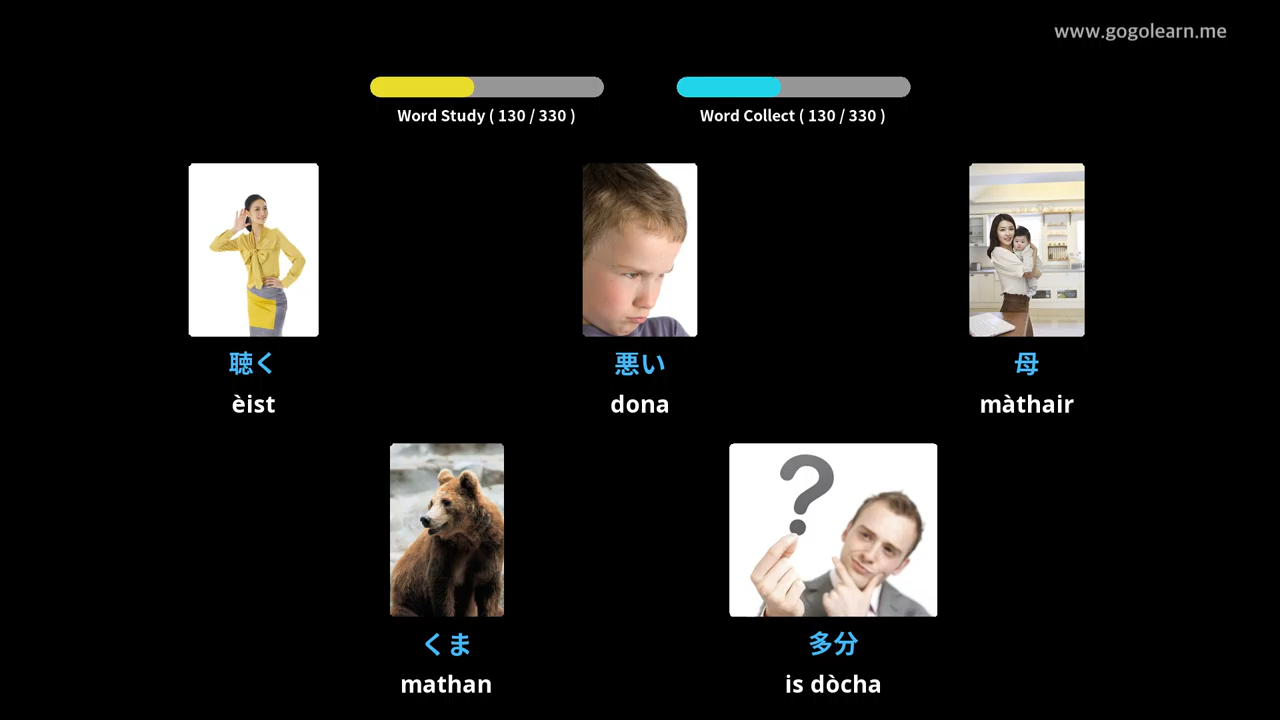 www.gogolearn.me
Word Study ( 130 / 330 )
Word Collect ( 130 / 330 )
聴く
èist
悪い
dona
母
màthair
くま
mathan
多分
is dòcha